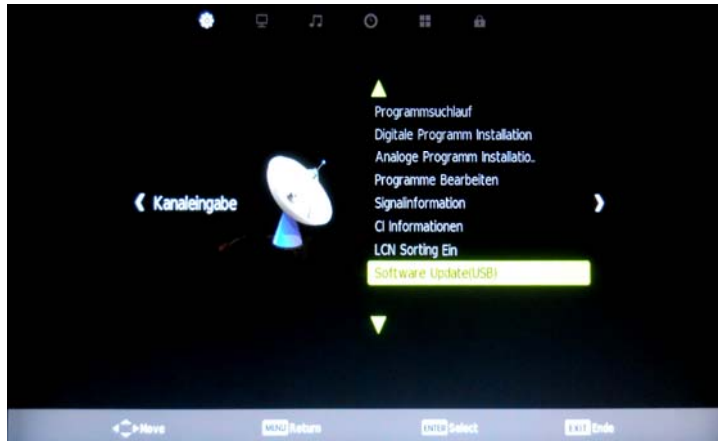 Programmsuchlauf
Digitale Programm Installation
Analoge Programm Installatio..
Programme Bearbeiten
Kanaleingabe
Signalinformation
CI Informationen
LCN Sorting Ein
Software Update(USB)
Move
MENU Return
ENTER Select
EXIT Ende